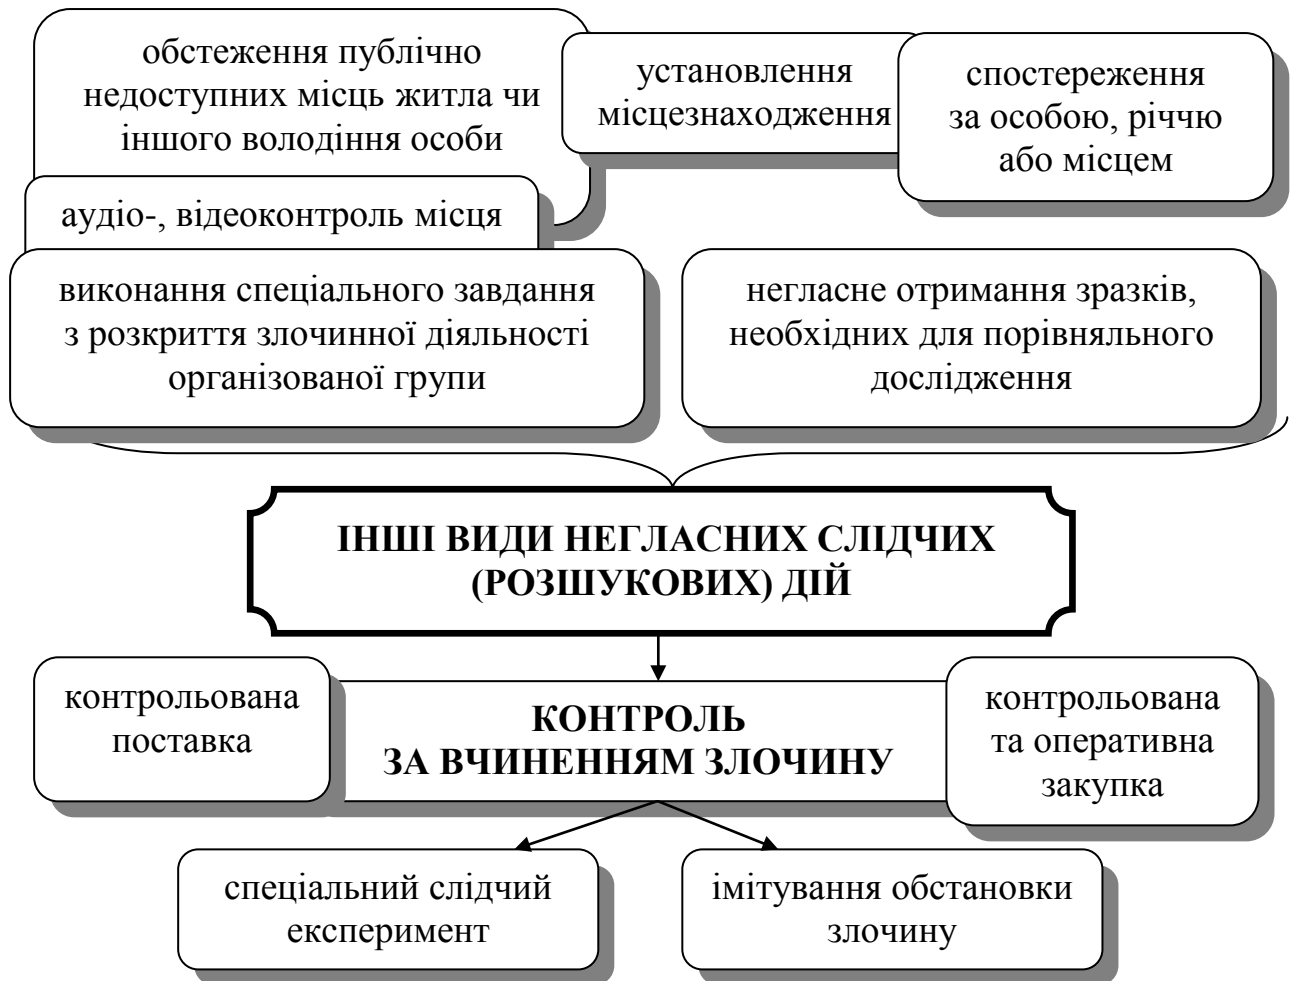 обстеження публічно
недоступних місць житла чи
іншого володіння особи
установлення
місцезнаходження
спостереження
за особою, річчю
або місцем
аудіо-, відеоконтроль місця
виконання спеціального завдання
з розкриття злочинної діяльності
організованої групи
негласне отримання зразків,
необхідних для порівняльного
дослідження
ІНШІ ВИДИ НЕГЛАСНИХ СЛІДЧИХ
(РОЗШУКОВИХ) ДІЙ
контрольована
поставка
КОНТРОЛЬ
ЗА ВЧИНЕННЯМ ЗЛОЧИНУ
контрольована
та оперативна
закупка
спеціальний слідчий
експеримент
імітування обстановки
злочину